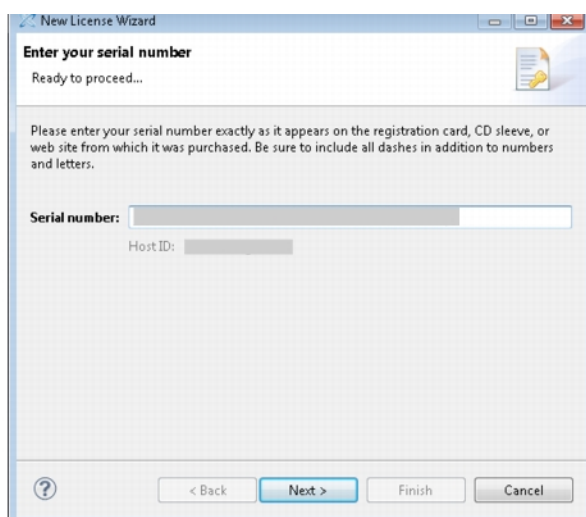 New License Wizard
Enter your serial number
Ready to proceed...
Please enter your serial number exactly as it appears on the registration card, CD sleeve, or
web site from which it was purchased. Be sure to include all dashes in addition to numbers
and letters.
Serial number:
Host ID:
?
< Back Next > Finish Cancel